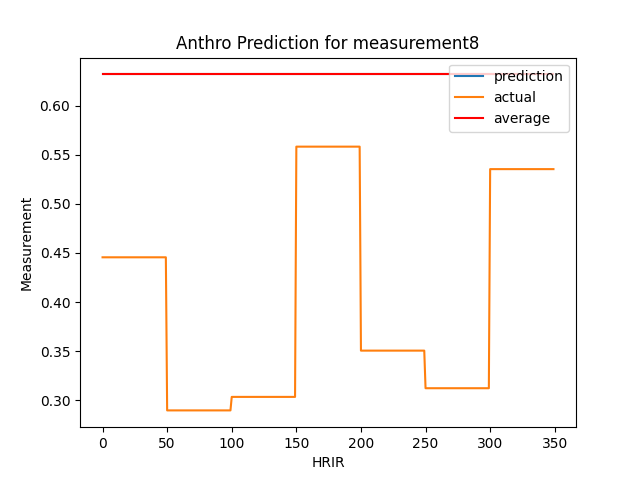 Anthro Prediction for measurement8
prediction
actual
average
Measurement
0.60
0.55
0.50
0.45
0.40
0.35
0.30
0 50 100 150 200 250 300 350
HRIR